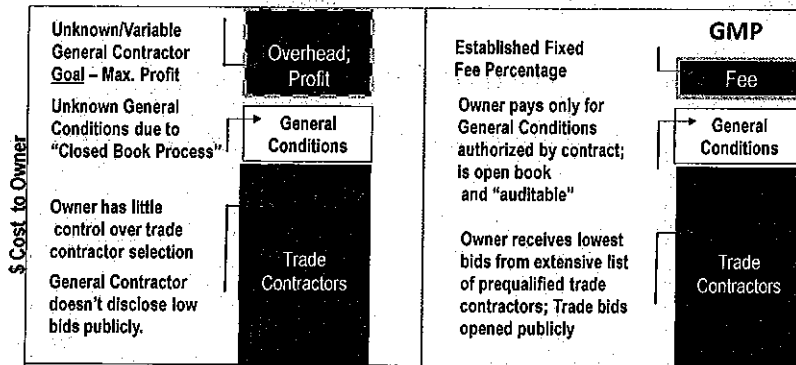 $ Cost to Owner
Unknown/Variable
General Contractor
Goal – Max. Profit
Unknown General
Conditions due to
“Closed Book Process”
Owner has little
control over trade
contractor selection
General Contractor
doesn’t disclose low
bids publicly.
Overhead;
Profit
General
Conditions
Trade
Contractors
GMP
Established Fixed
Fee Percentage
Owner pays only for
General Conditions
authorized by contract;
is open book
and “auditable”
Owner receives lowest
bids from extensive list
of prequalified trade
contractors; Trade bids
opened publicly
Fee
General
Conditions
Trade
Contractors